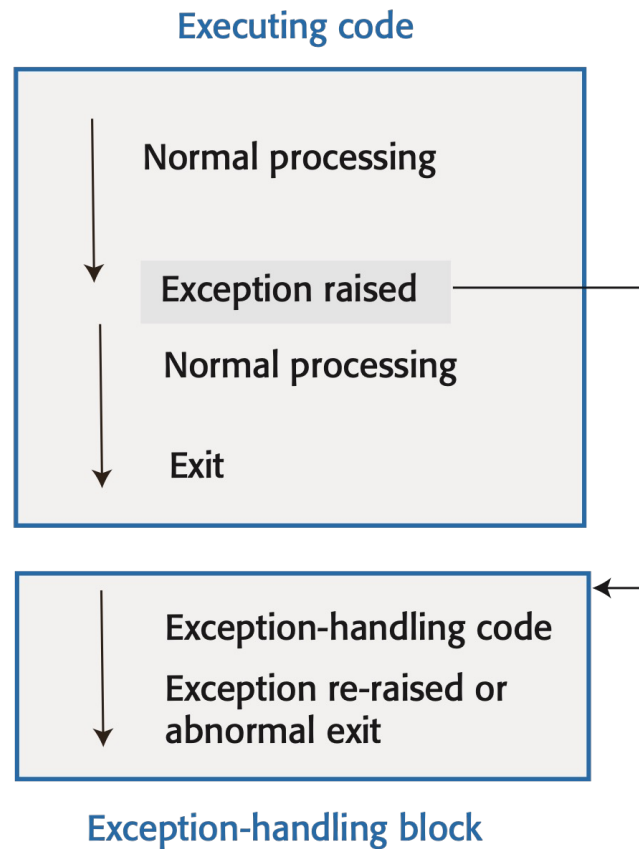 Executing code
Normal processing
Exception raised
Normal processing
Exit
Exception-handling code
Exception re-raised or
abnormal exit
Exception-handling block